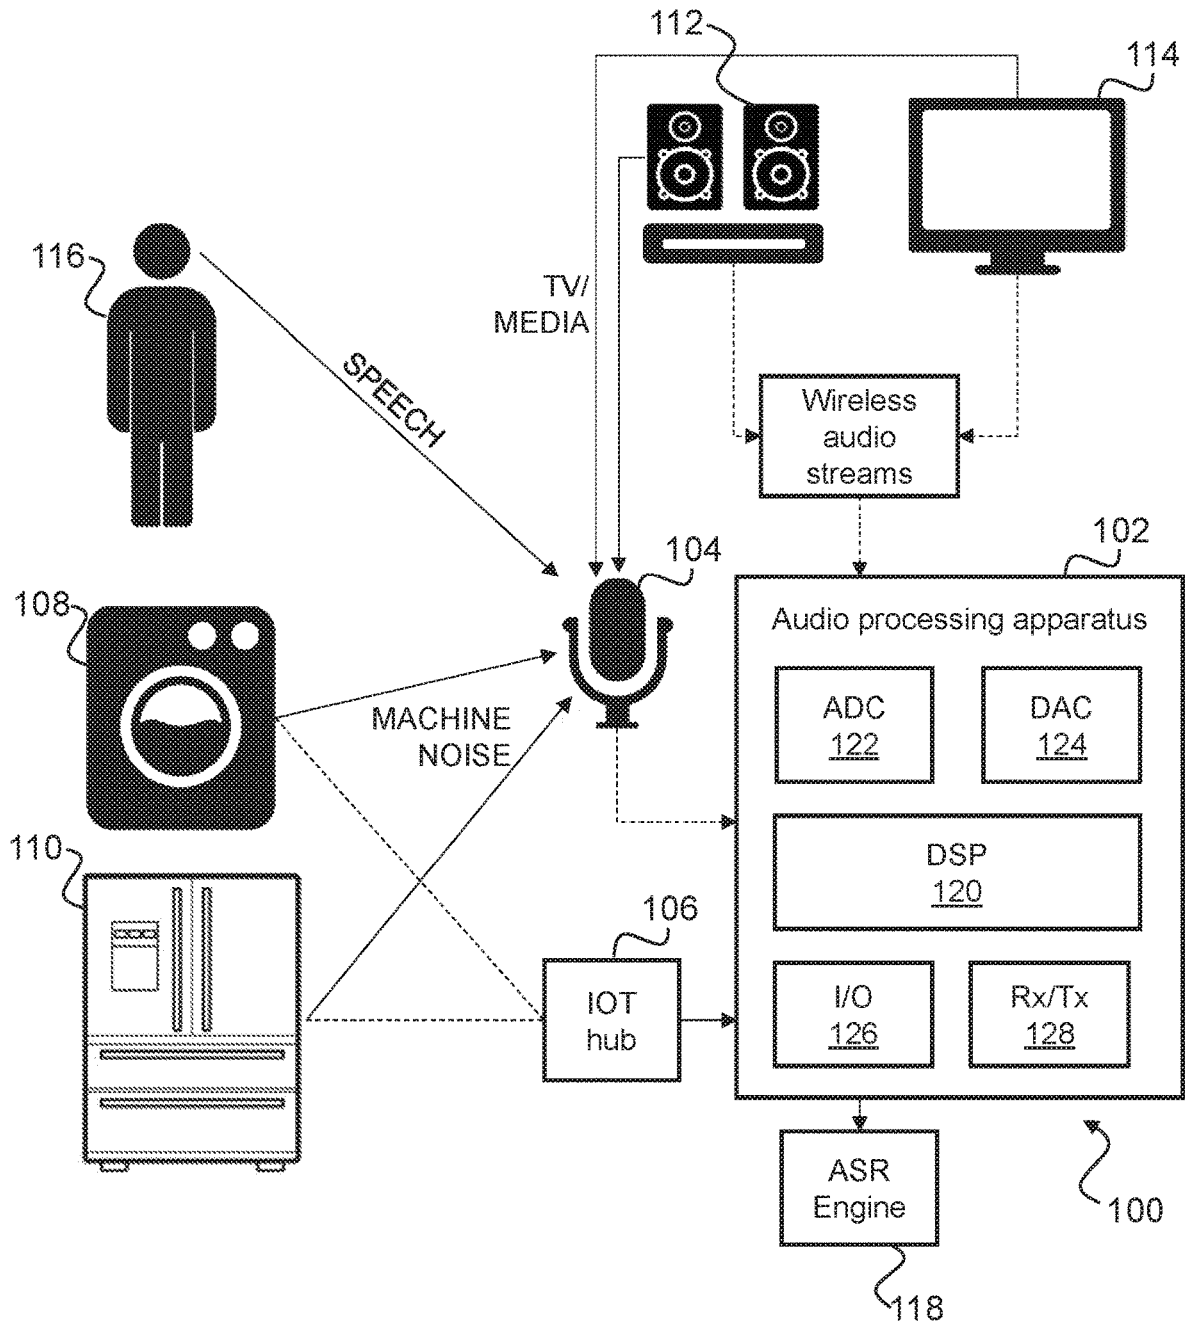 112
114
116
TV/
MEDIA
SPEECH
Wireless
audio
streams
104
102
108
Audio processing apparatus
ADC
122
DAC
124
MACHINE
NOISE
110
DSP
120
106
IOT
hub
I/O
126
Rx/Tx
128
ASR
Engine
100
118